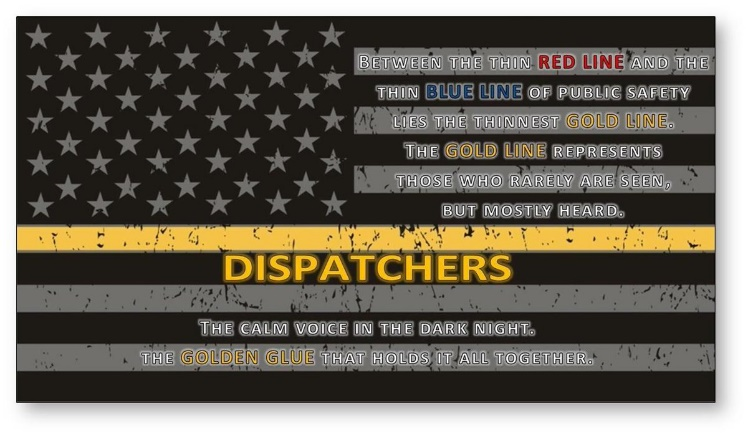 Between the thin RED LINE and the
thin BLUE LINE of public safety
lies the thinnest GOLD LINE.
The GOLD LINE represents
those who rarely are seen,
but mostly heard.
DISPATCHERS
The calm voice in the dark night.
the GOLDEN GLUE that holds it all together.